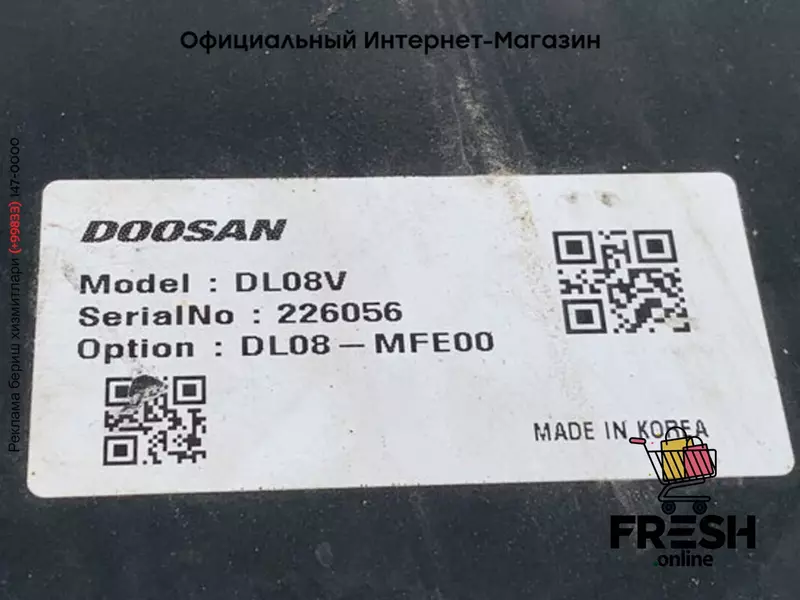 Официальный Интернет-Магазин
Реклама бериш хизматлари (+99833) 147-0000
DOOSAN
Model : DL08V
SerialNo : 226056
Option : DL08-MFE00
MADE IN KOREA
FRESH
.online